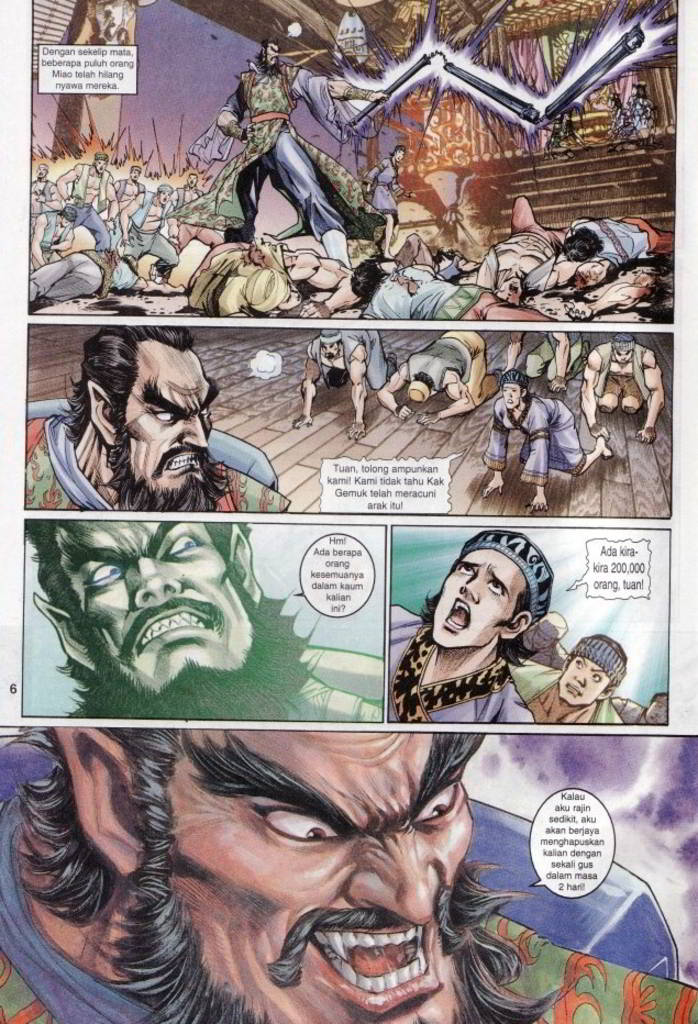 Dengan sekelip mata,
beberapa puluh orang
Miao telah hilang
nyawa mereka.
Tuan, tolong ampunkan
kami! Kami tidak tahu Kak
Gemuk telah meracuni
arak itu!
Hm!
Ada berapa
orang
kesemuanya
dalam kaum
kalian
ini?
Ada kira-
kira 200,000
orang, tuan!
Kalau
aku rajin
sedikit, aku
akan berjaya
menghapuskan
kalian dengan
sekali gus
dalam masa
2 hari!
6